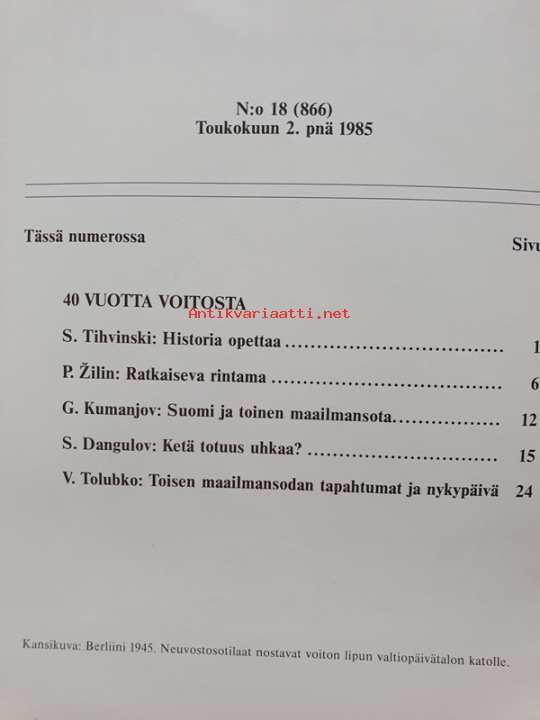 N:o 18 (866)
Toukokuun 2. pnä 1985
Tässä numerossa
Sivu
40 VUOTTA VOITOSTA
Antikvariaatti.net
S. Tihvinski: Historia opettaa ................................. 1
P. Žilin: Ratkaiseva rintama ................................... 6
G. Kumanjov: Suomi ja toinen maailmansota................. 12
S. Dangulov: Ketä totuus uhkaa? ............................. 15
V. Tolubko: Toisen maailmansodan tapahtumat ja nykypäivä 24
Kansikuva: Berliini 1945. Neuvostosotilaat nostavat voiton lipun valtiopäivätalon katolle.